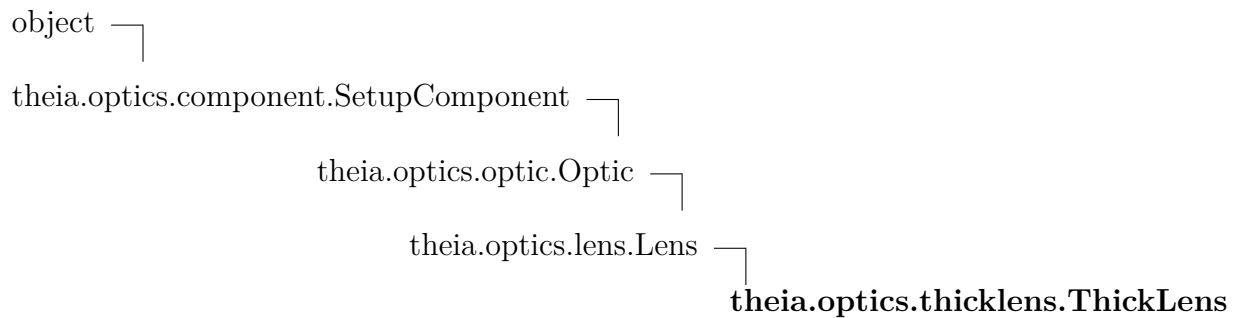 object
theia.optics.component.SetupComponent
theia.optics.optic.Optic
theia.optics.lens.Lens
theia.optics.thicklens.ThickLens